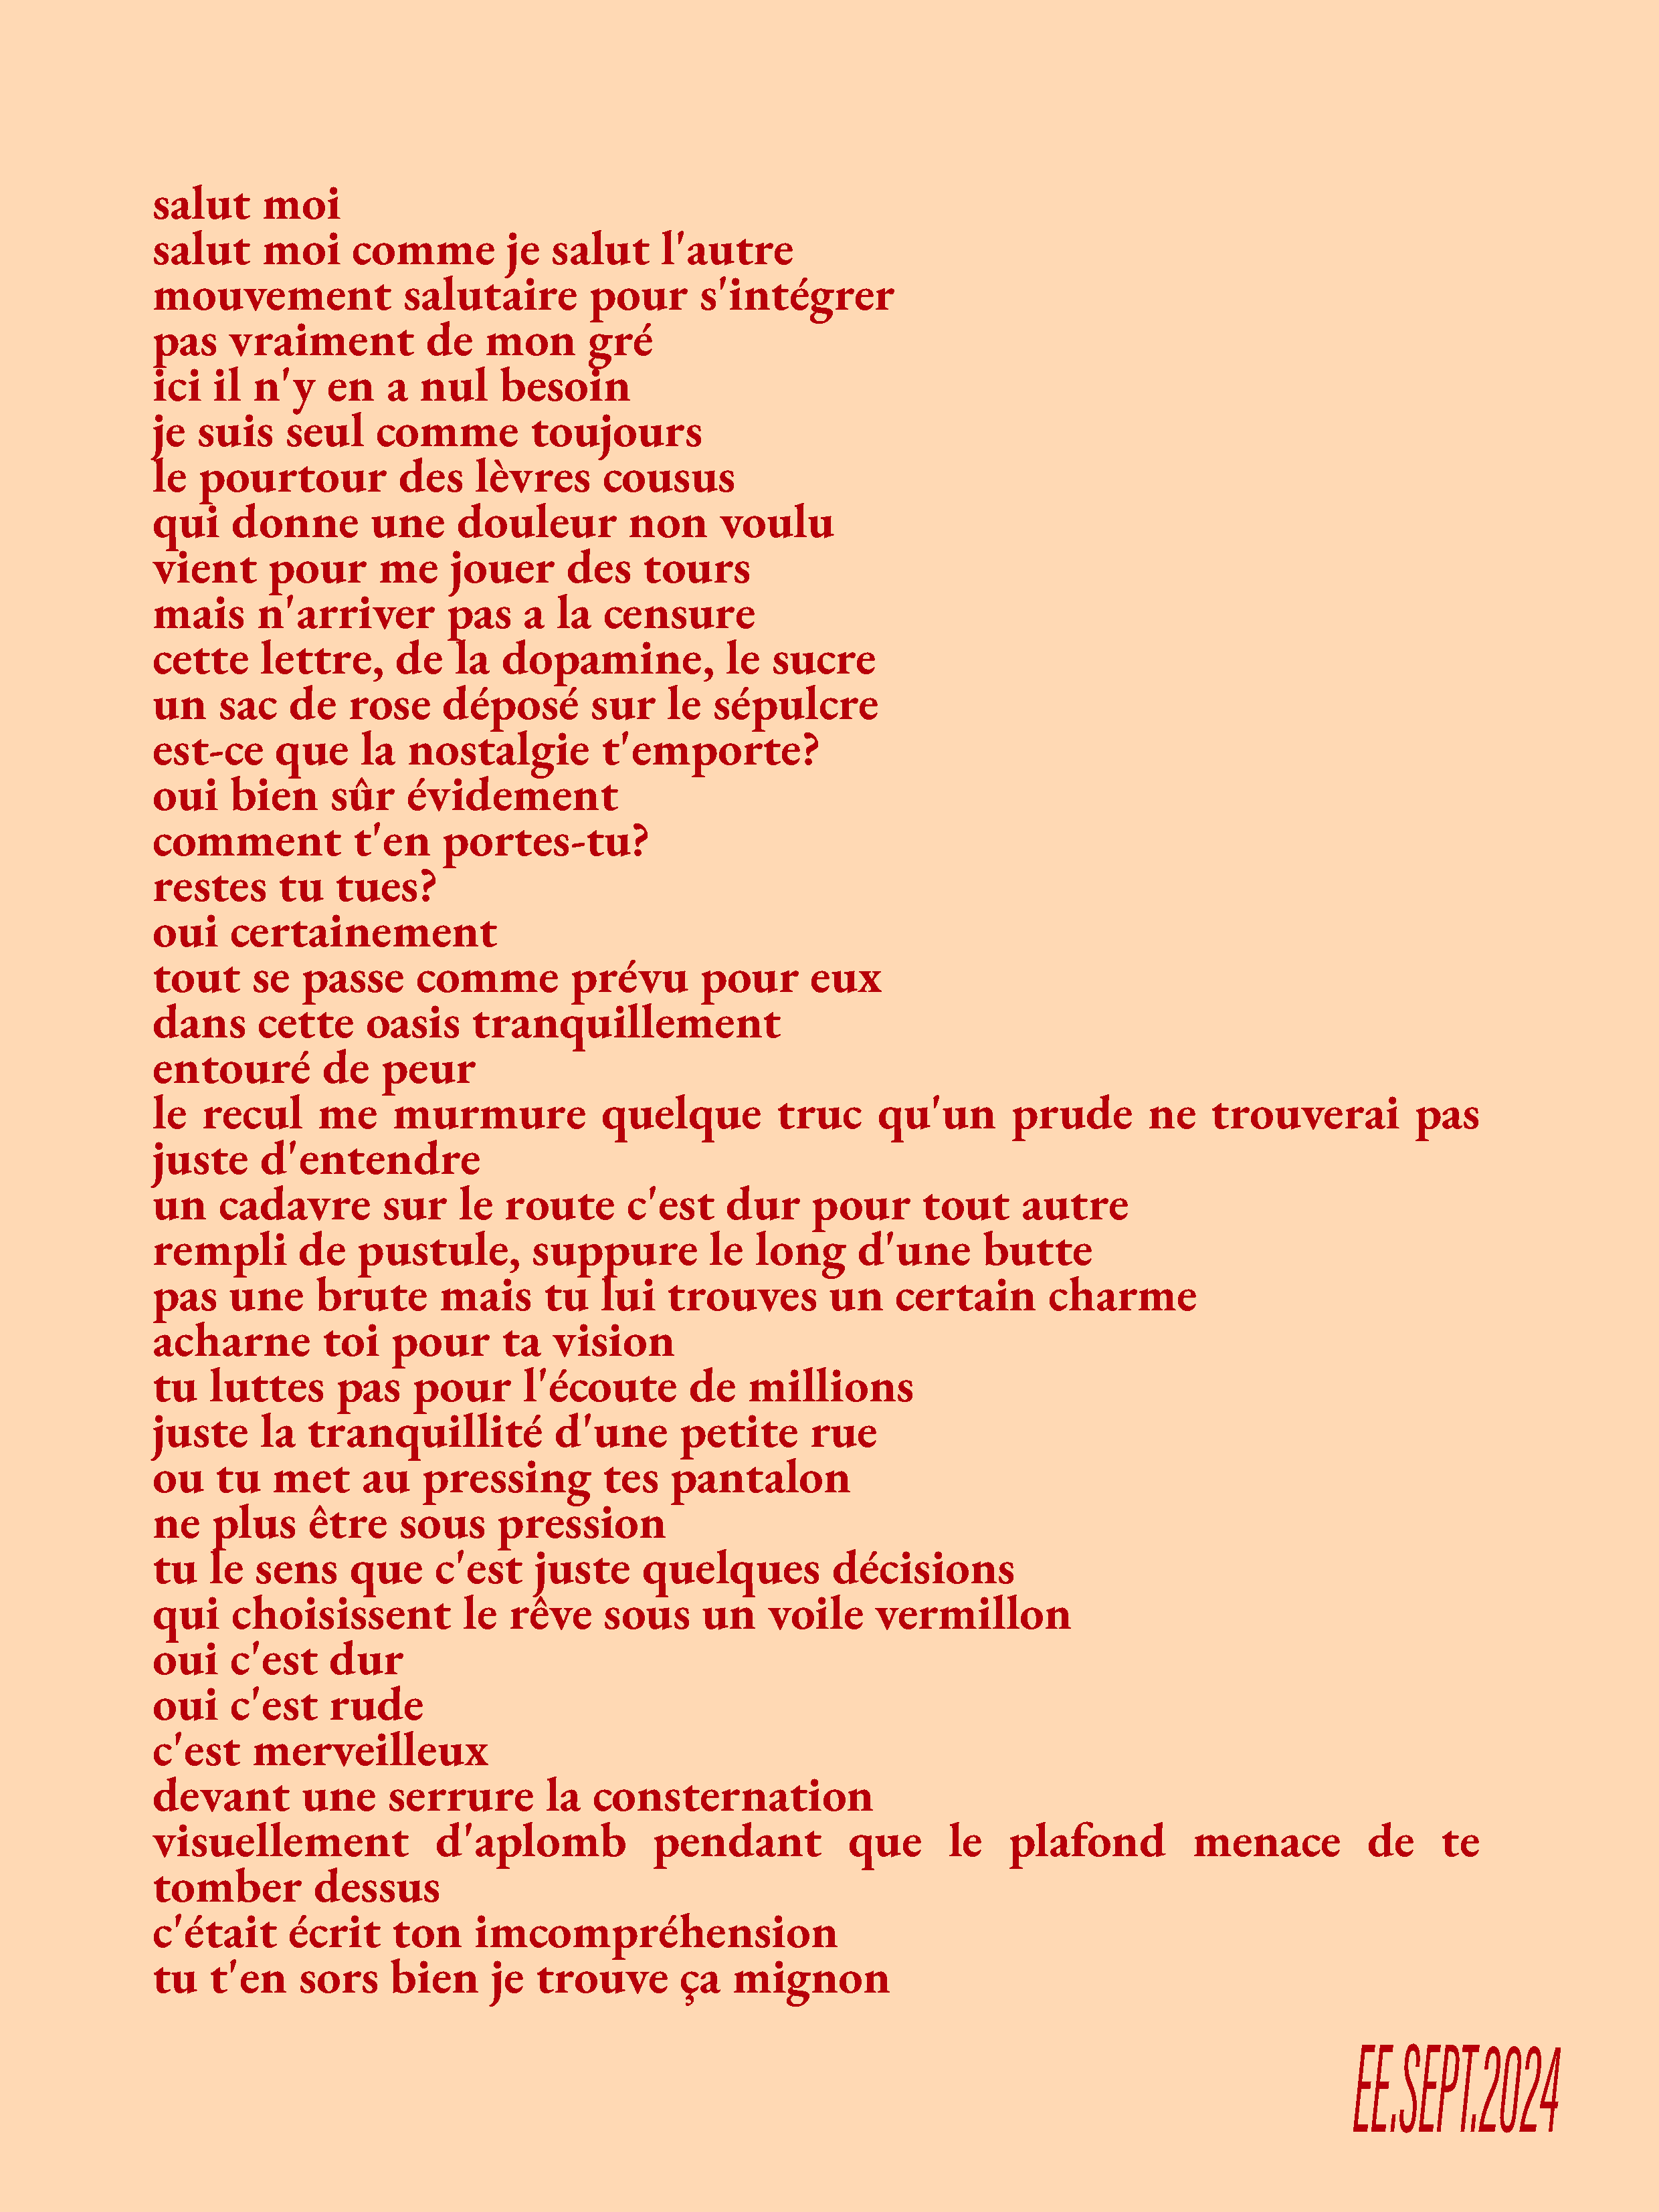 salut moi
salut moi comme je salut l'autre
mouvement salutaire pour s'intégrer
pas vraiment de mon gré
ici il n'y en a nul besoin
je suis seul comme toujours
le pourtour des lèvres cousus
qui donne une douleur non voulu
vient pour me jouer des tours
mais n'arriver pas a la censure
cette lettre, de la dopamine, le sucre
un sac de rose déposé sur le sépulcre
est-ce que la nostalgie t'emporte?
oui bien sûr évidement
comment t'en portes-tu?
restes tu tues?
oui certainement
tout se passe comme prévu pour eux
dans cette oasis tranquillement
entouré de peur
le recul me murmure quelque truc qu'un prude ne trouverai pas
juste d'entendre
un cadavre sur le route c'est dur pour tout autre
rempli de pustule, suppure le long d'une butte
pas une brute mais tu lui trouves un certain charme
acharne toi pour ta vision
tu luttes pas pour l'écoute de millions
juste la tranquillité d'une petite rue
ou tu met au pressing tes pantalon
ne plus être sous pression
tu le sens que c'est juste quelques décisions
qui choisissent le rêve sous un voile vermillon
oui c'est dur
oui c'est rude
c'est merveilleux
devant une serrure la consternation
visuellement d'aplomb pendant que le plafond menace de te
tomber dessus
c'était écrit ton imcompréhension
tu t'en sors bien je trouve ça mignon
EE.SEPT.2024